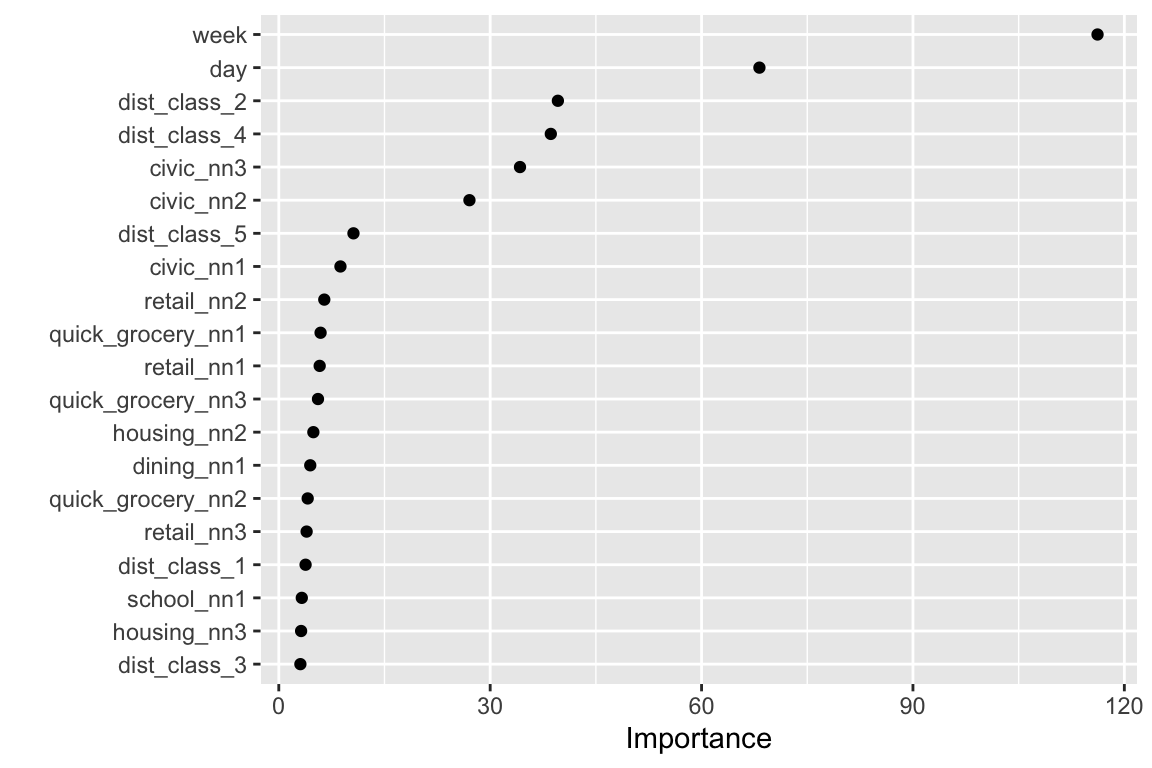 week
day
dist_class_2
dist_class_4
civic_nn3
civic_nn2
dist_class_5
civic_nn1
retail_nn2
quick_grocery_nn1
retail_nn1
quick_grocery_nn3
housing_nn2
dining_nn1
quick_grocery_nn2
retail_nn3
dist_class_1
school_nn1
housing_nn3
dist_class_3
0 30 60 90 120
Importance